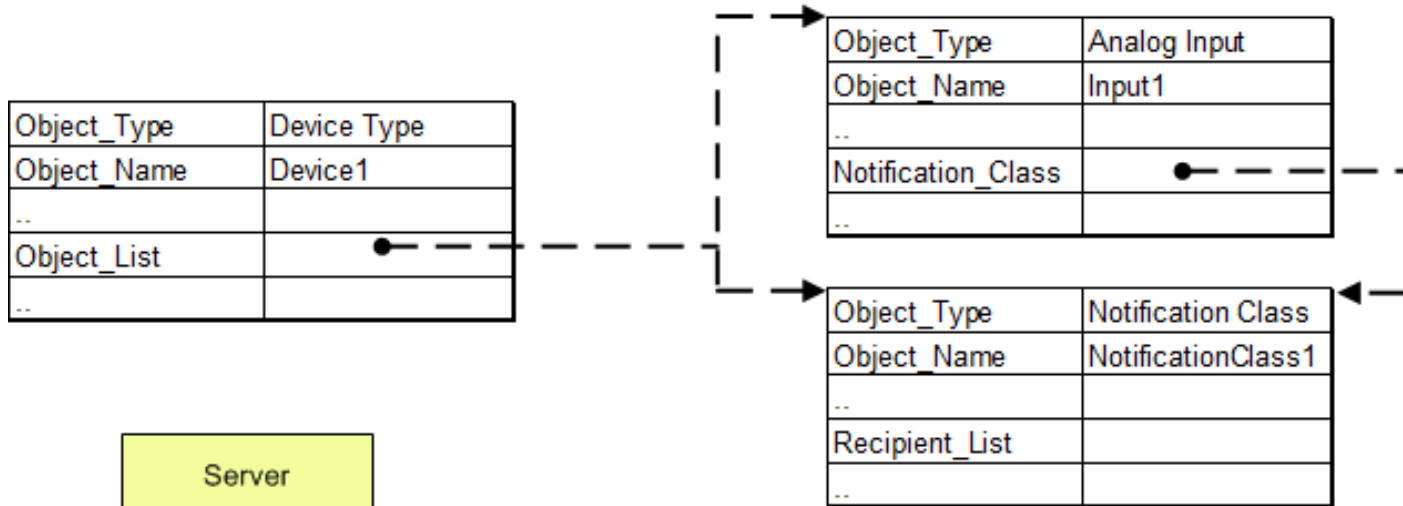 Object_Type Device Type
Object_Name Device1
..
Object_List
..
Object_Type Analog Input
Object_Name Input1
..
Notification_Class
..
Object_Type Notification Class
Object_Name NotificationClass1
..
Recipient_List
..
Server